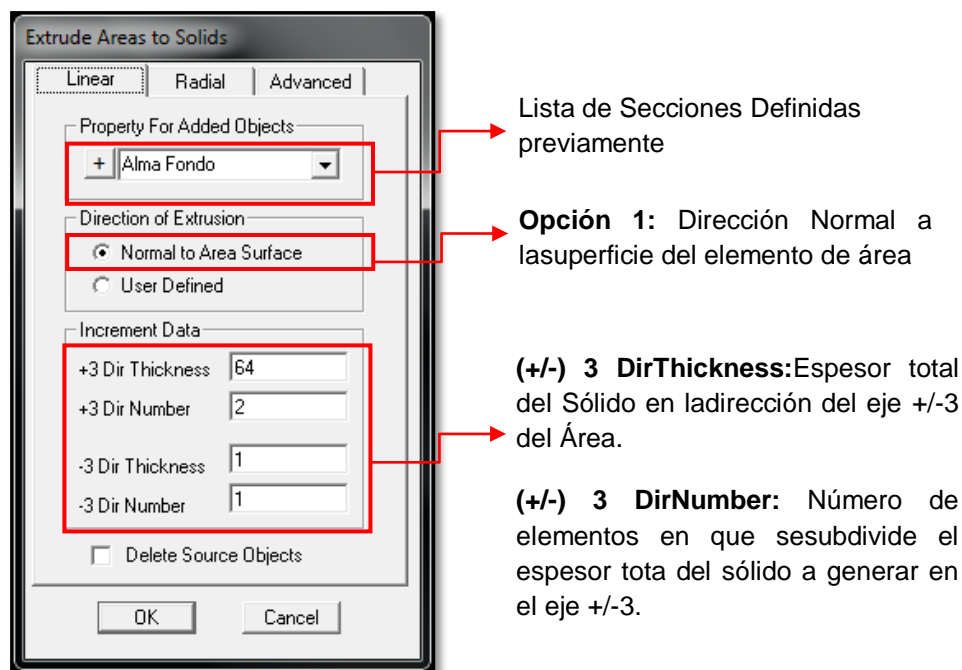 Extrude Areas to Solids
Linear Radial Advanced
Property For Added Objects
+ Alma Fondo
Direction of Extrusion
Normal to Area Surface
User Defined
Increment Data
+3 Dir Thickness 64
+3 Dir Number 2
-3 Dir Thickness 1
-3 Dir Number 1
Delete Source Objects
OK Cancel
Lista de Secciones Definidas
previamente
Opción 1: Dirección Normal a
lasuperficie del elemento de área
(+/-) 3 DirThickness:Espesor total
del Sólido en ladirección del eje +/-3
del Área.
(+/-) 3 DirNumber: Número de
elementos en que sesubdivide el
espesor tota del sólido a generar en
el eje +/-3.